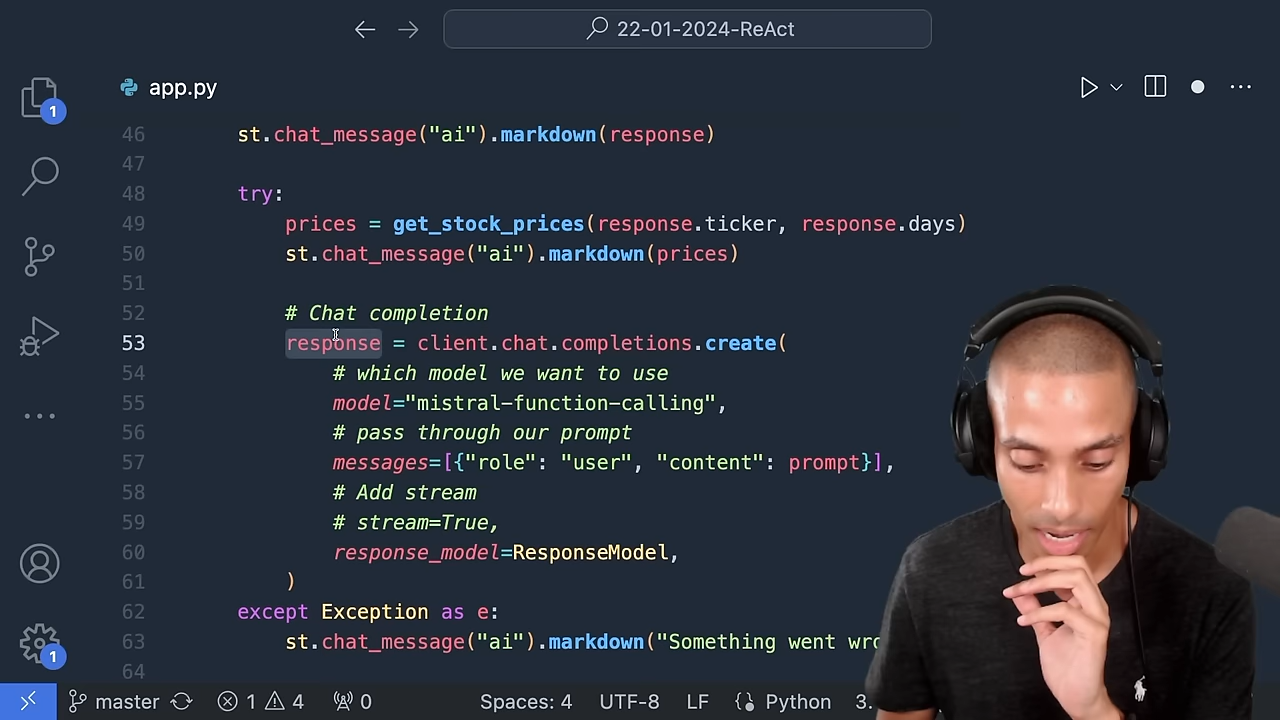 22-01-2024-ReAct
1
app.py
46 st.chat_message("ai").markdown(response)
47
48 try:
49 prices = get_stock_prices(response.ticker, response.days)
50 st.chat_message("ai").markdown(prices)
51
52 # Chat completion
53 response = client.chat.completions.create(
54 # which model we want to use
55 model="mistral-function-calling",
56 # pass through our prompt
57 messages=[{"role": "user", "content": prompt}],
58 # Add stream
59 # stream=True,
60 response_model=ResponseModel,
61 )
62 except Exception as e:
63 st.chat_message("ai").markdown("Something went wro
64
1
master 1 4 0 Spaces: 4 UTF-8 LF Python 3.